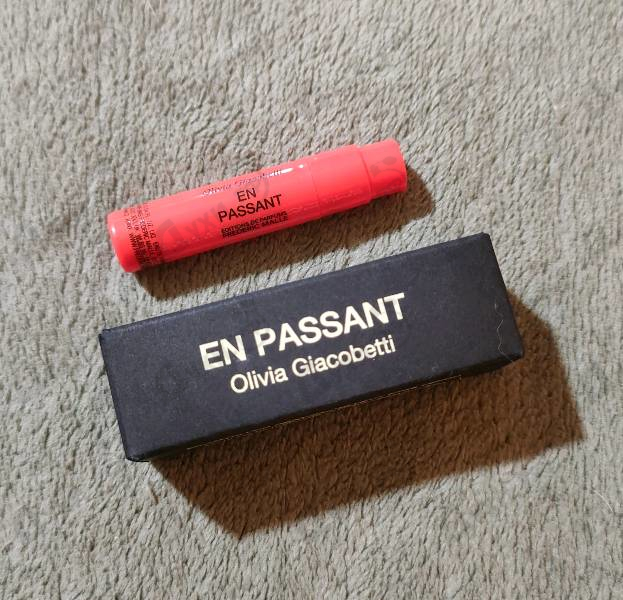 Olivia Giacobetti
EN
PASSANT
EDITIONS DE PARFUMS
FREDERIC MALLE
EN PASSANT
Olivia Giacobetti